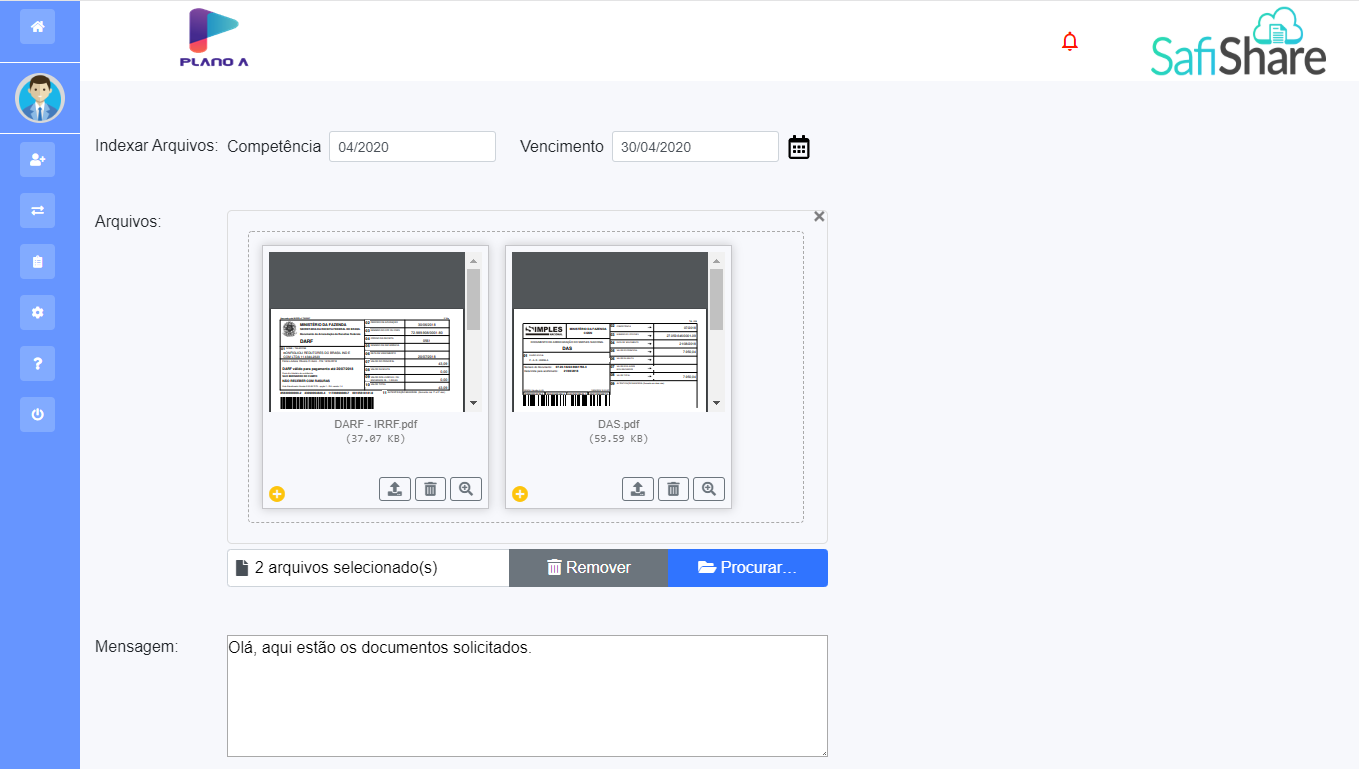 PLANO A
SafiShare
Indexar Arquivos: Competência 04/2020 Vencimento 30/04/2020
Arquivos:
MINISTÉRIO DA FAZENDA
DARF
SIMPLES
DAS
DARF - IRRF.pdf
(37.07 KB)
DAS.pdf
(59.59 KB)
2 arquivos selecionado(s)
Remover
Procurar…
Mensagem:
Olá, aqui estão os documentos solicitados.